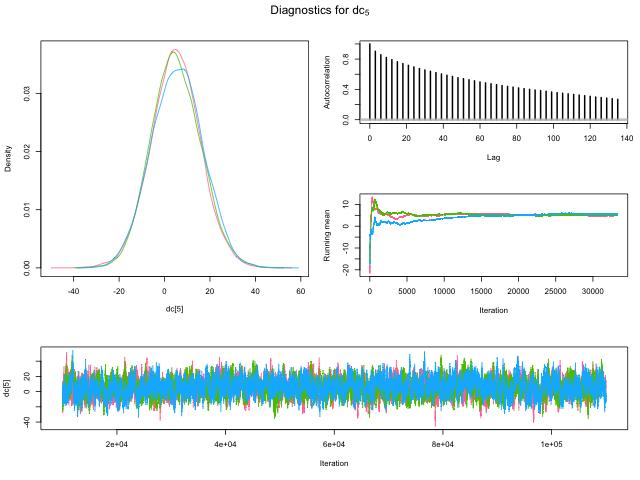 Diagnostics for dc5
Density
0.00
0.01
0.02
0.03
-40
-20
0
20
40
60
dc[5]
Autocorrelation
0.0
0.4
0.8
0
20
40
60
80
100
120
140
Lag
Running mean
-20
-10
0
10
0
5000
10000
15000
20000
25000
30000
Iteration
dc[5]
-40
0
20
2e+04
4e+04
6e+04
8e+04
1e+05
Iteration